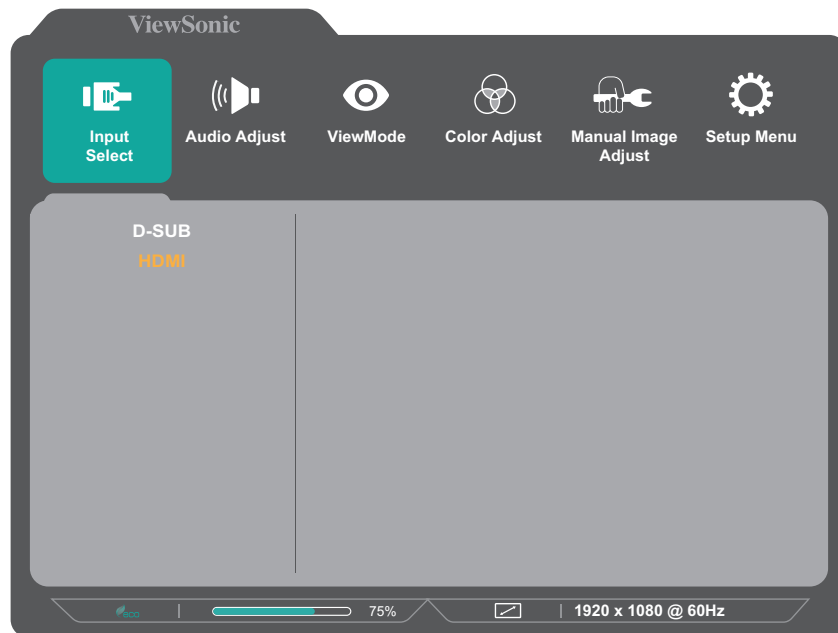 ViewSonic
Input Select
Audio Adjust
ViewMode
Color Adjust
Manual Image Adjust
Setup Menu
D-SUB
HDMI
eco
75%
1920 x 1080 @ 60Hz